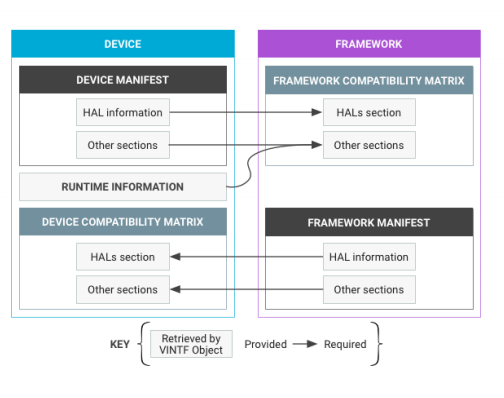 DEVICE
DEVICE MANIFEST
HAL information
Other sections
RUNTIME INFORMATION
DEVICE COMPATIBILITY MATRIX
HALs section
Other sections
FRAMEWORK
FRAMEWORK COMPATIBILITY MATRIX
HALs section
Other sections
FRAMEWORK MANIFEST
HAL information
Other sections
KEY
Retrieved by
VINTF Object
Provided
Required